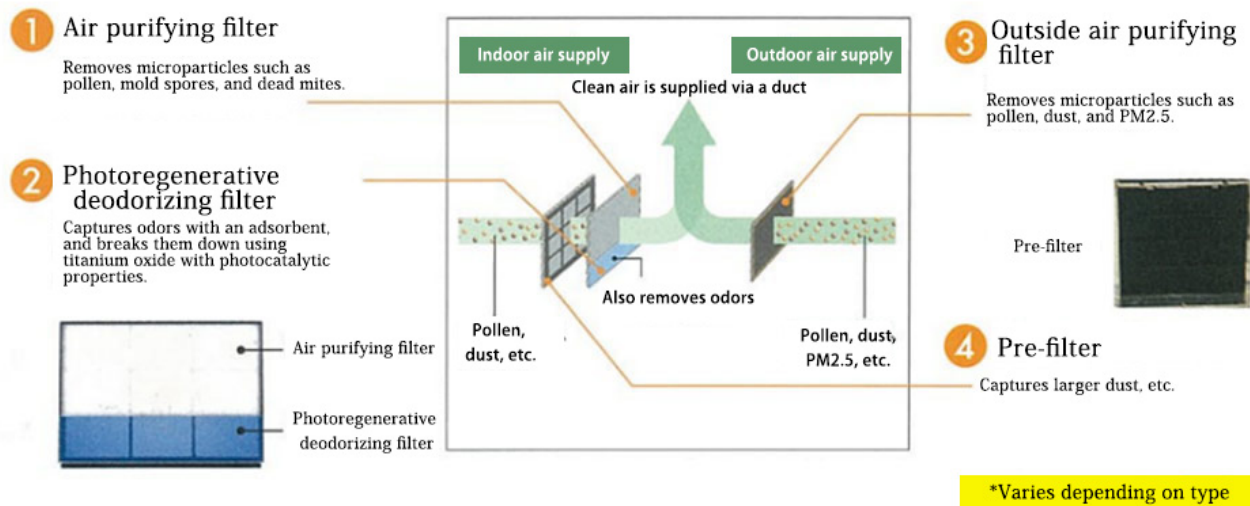 1 Air purifying filter
Removes microparticles such as
pollen, mold spores, and dead mites.
2 Photoregenerative
deodorizing filter
Captures odors with an adsorbent,
and breaks them down using
titanium oxide with photocatalytic
properties.
Air purifying filter
Photoregenerative
deodorizing filter
Indoor air supply
Outdoor air supply
Clean air is supplied via a duct
Also removes odors
Pollen,
dust, etc.
Pollen, dust,
PM2.5, etc.
3 Outside air purifying
filter
Removes microparticles such as
pollen, dust, and PM2.5.
Pre-filter
4 Pre-filter
Captures larger dust, etc.
*Varies depending on type